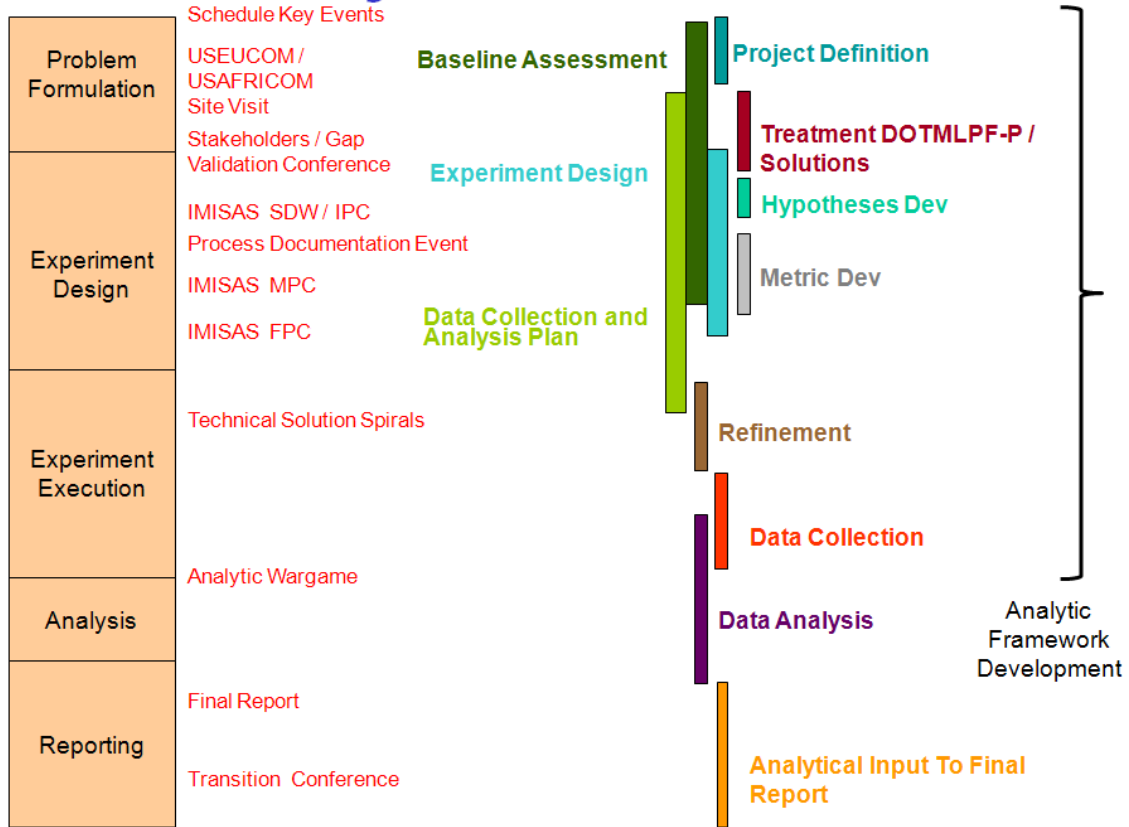 Schedule Key Events
Problem
Formulation
USEUCOM /
USAFRICOM
Site Visit
Stakeholders / Gap
Validation Conference
Baseline Assessment
Project Definition
Treatment DOTMLPF-P /
Solutions
Experiment Design
Hypotheses Dev
Experiment
Design
IMISAS SDW / IPC
Process Documentation Event
IMISAS MPC
IMISAS FPC
Metric Dev
Data Collection and
Analysis Plan
Experiment
Execution
Technical Solution Spirals
Refinement
Data Collection
Analytic Wargame
Analysis
Data Analysis
Analytic
Framework
Development
Reporting
Final Report
Transition Conference
Analytical Input To Final
Report